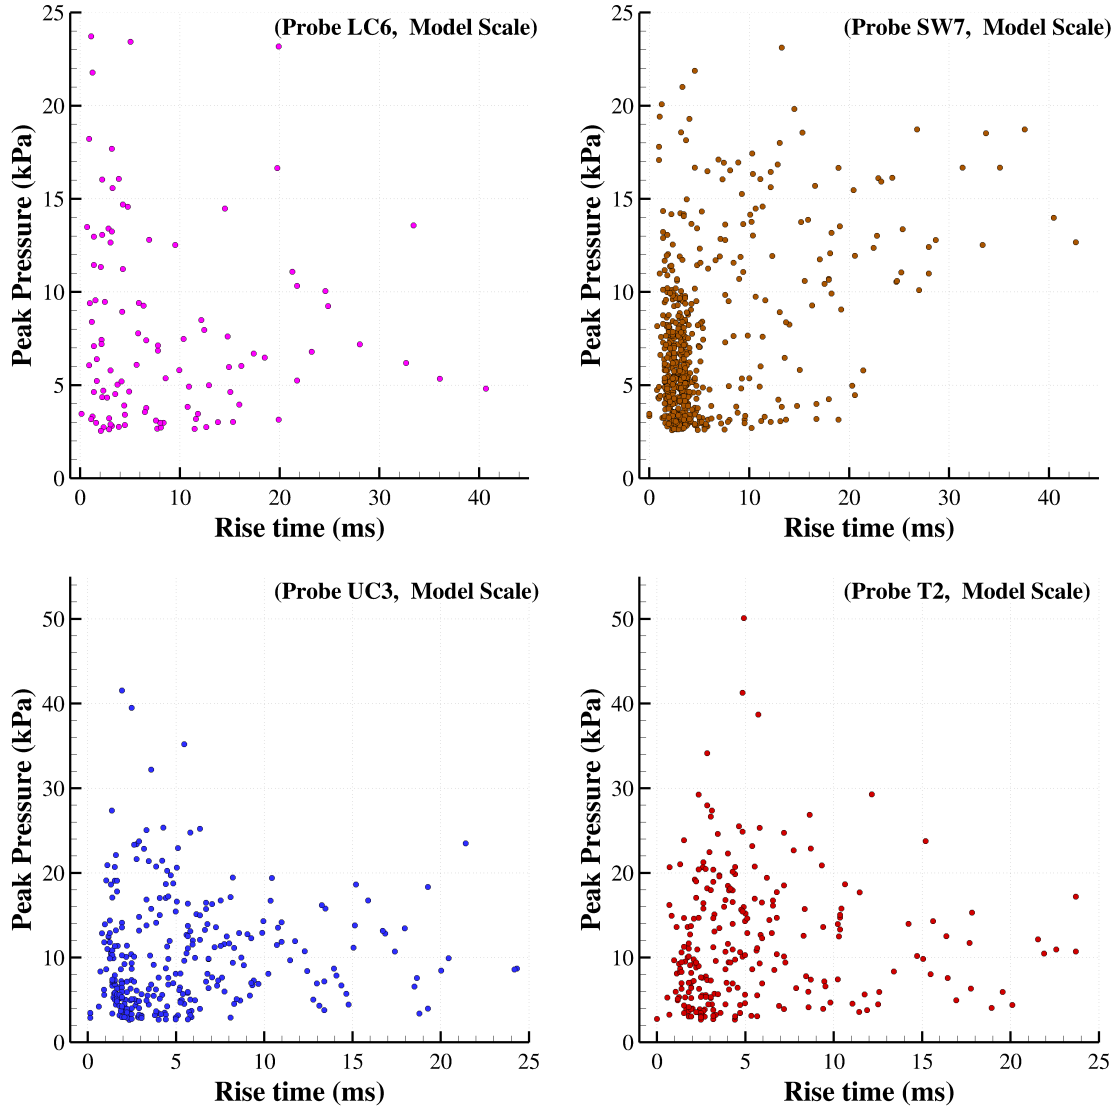 (Probe LC6, Model Scale)
25
20
15
10
5
0
Peak Pressure (kPa)
0 10 20 30 40
Rise time (ms)
(Probe SW7, Model Scale)
25
20
15
10
5
0
Peak Pressure (kPa)
0 10 20 30 40
Rise time (ms)
(Probe UC3, Model Scale)
50
40
30
20
10
0
Peak Pressure (kPa)
0 5 10 15 20 25
Rise time (ms)
(Probe T2, Model Scale)
50
40
30
20
10
0
Peak Pressure (kPa)
0 5 10 15 20 25
Rise time (ms)